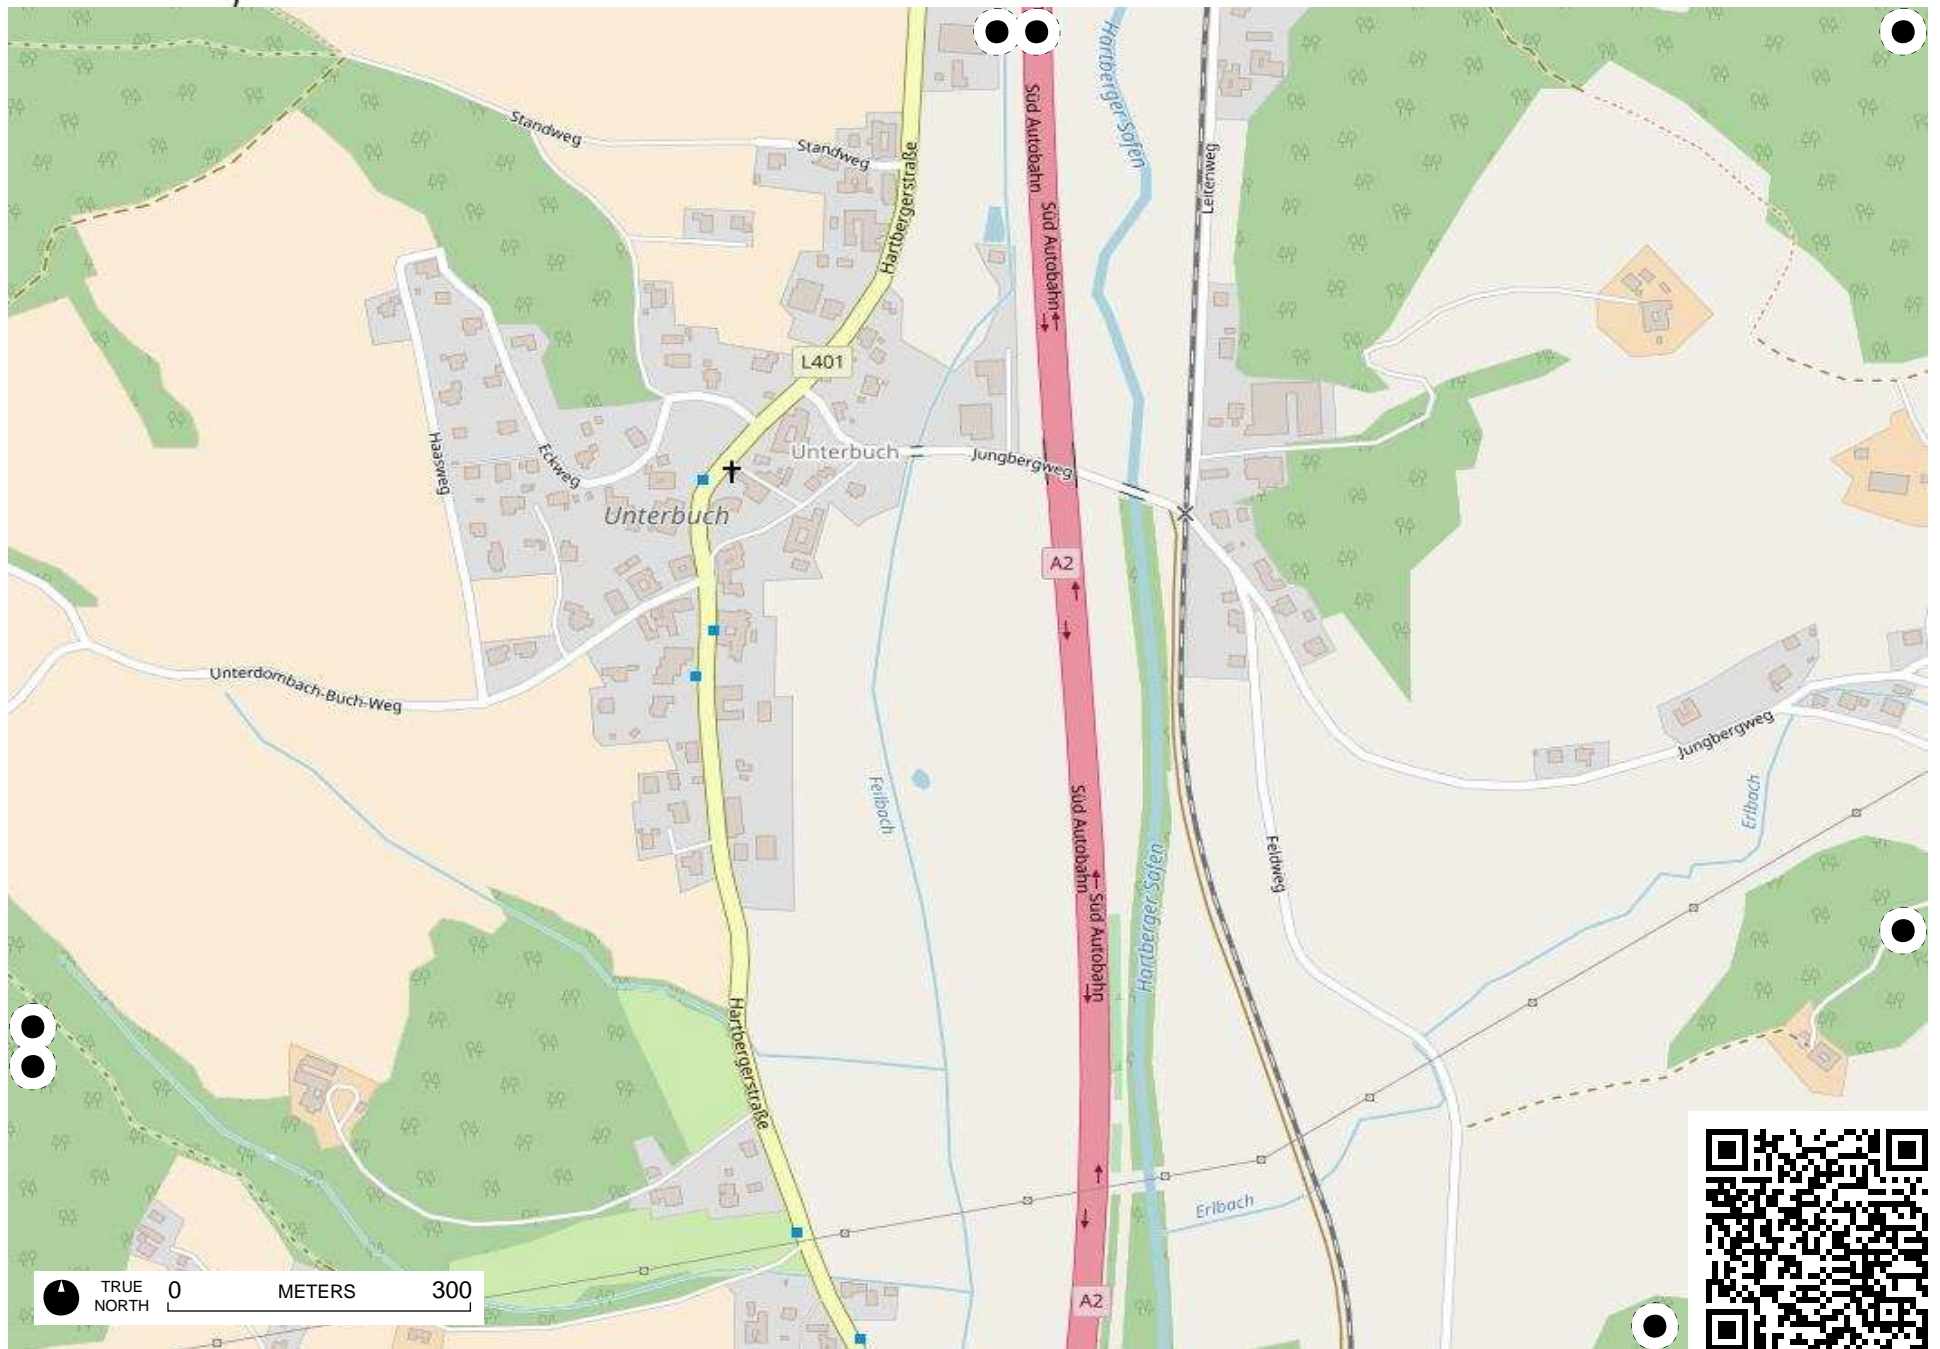 Hartberger Safen
Süd Autobahn
Standweg
Standweg
Hartbergerstraße
Leitenweg
Süd Autobahn
L401
Haasweg
Eckweg
Unterbuch
Jungbergweg
Unterbuch
A2
Unterdombach-Buch-Weg
Jungbergweg
Feilbach
Süd Autobahn
Erlbach
Feldweg
Hartberger Safen
Süd Autobahn
Hartbergerstraße
Erlbach
A2
TRUE
NORTH
0 METERS 300